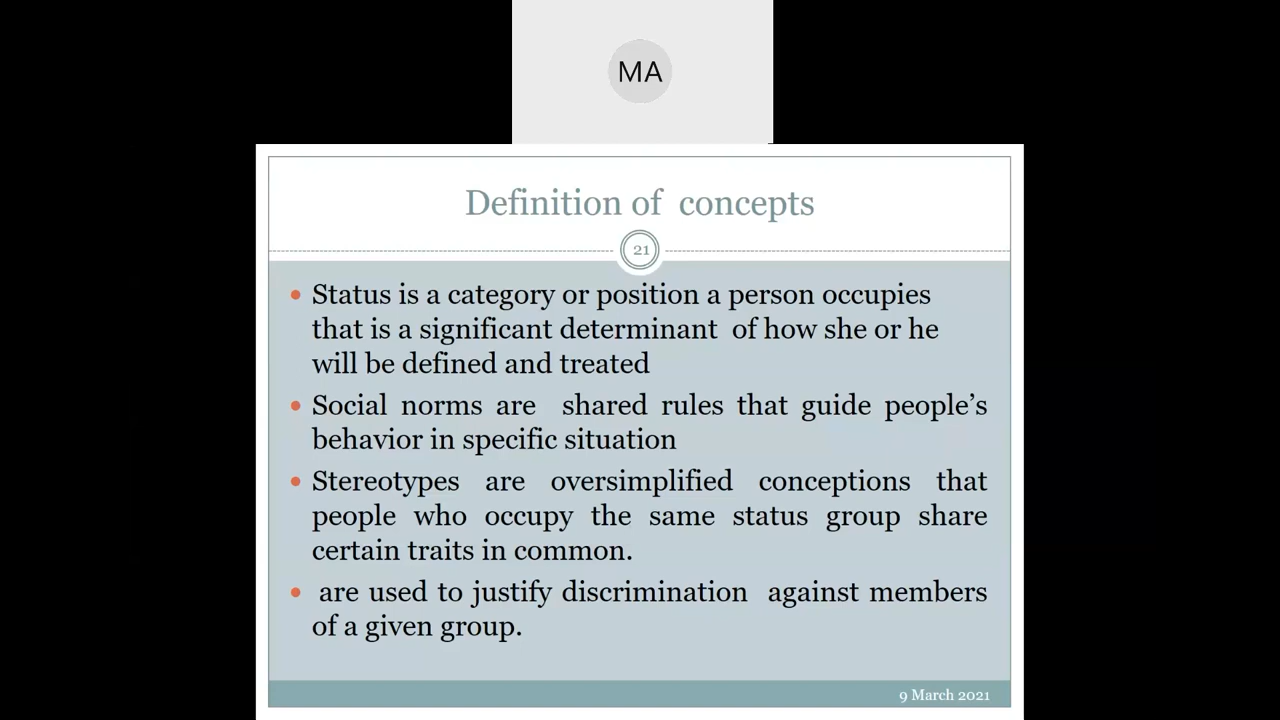 MA
Definition of concepts
21
• Status is a category or position a person occupies
that is a significant determinant of how she or he
will be defined and treated
• Social norms are shared rules that guide people’s
behavior in specific situation
• Stereotypes are oversimplified conceptions that
people who occupy the same status group share
certain traits in common.
• are used to justify discrimination against members
of a given group.
9 March 2021